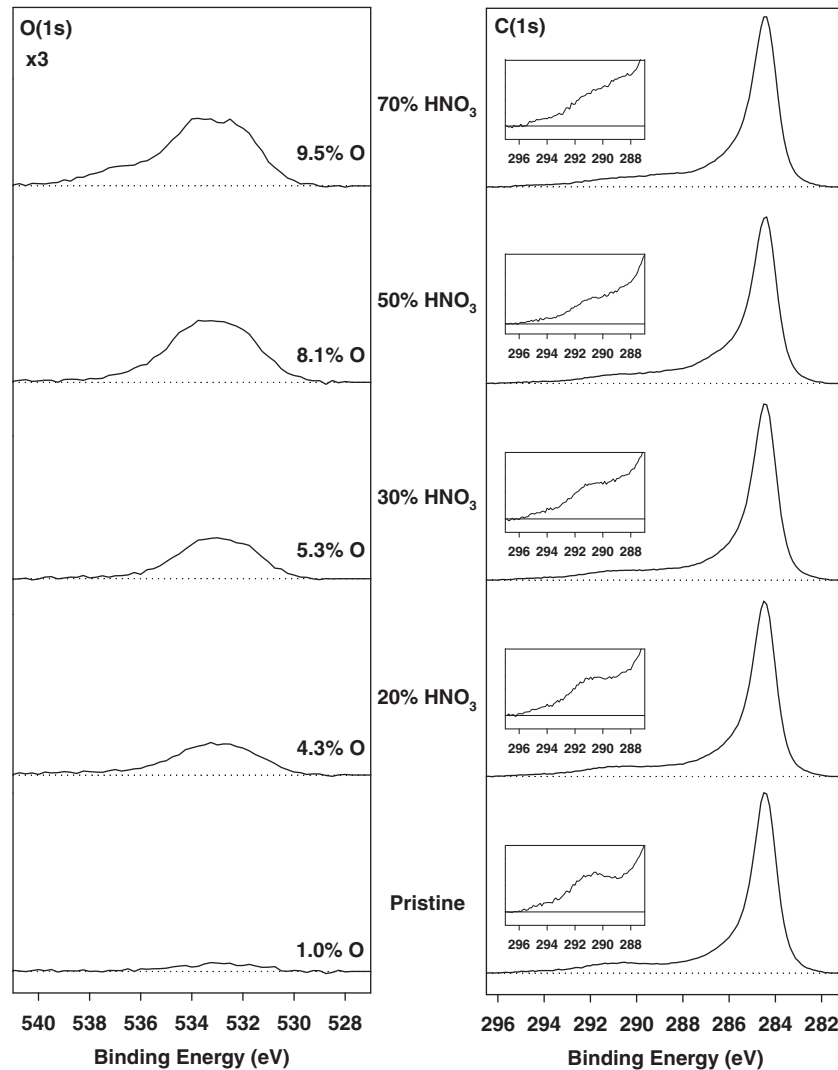 O(1s)
x3
C(1s)
70% HNO₃
9.5% O
296 294 292 290 288
50% HNO₃
8.1% O
296 294 292 290 288
30% HNO₃
5.3% O
296 294 292 290 288
20% HNO₃
4.3% O
296 294 292 290 288
Pristine
1.0% O
296 294 292 290 288
540 538 536 534 532 530 528
296 294 292 290 288 286 284 282
Binding Energy (eV)
Binding Energy (eV)